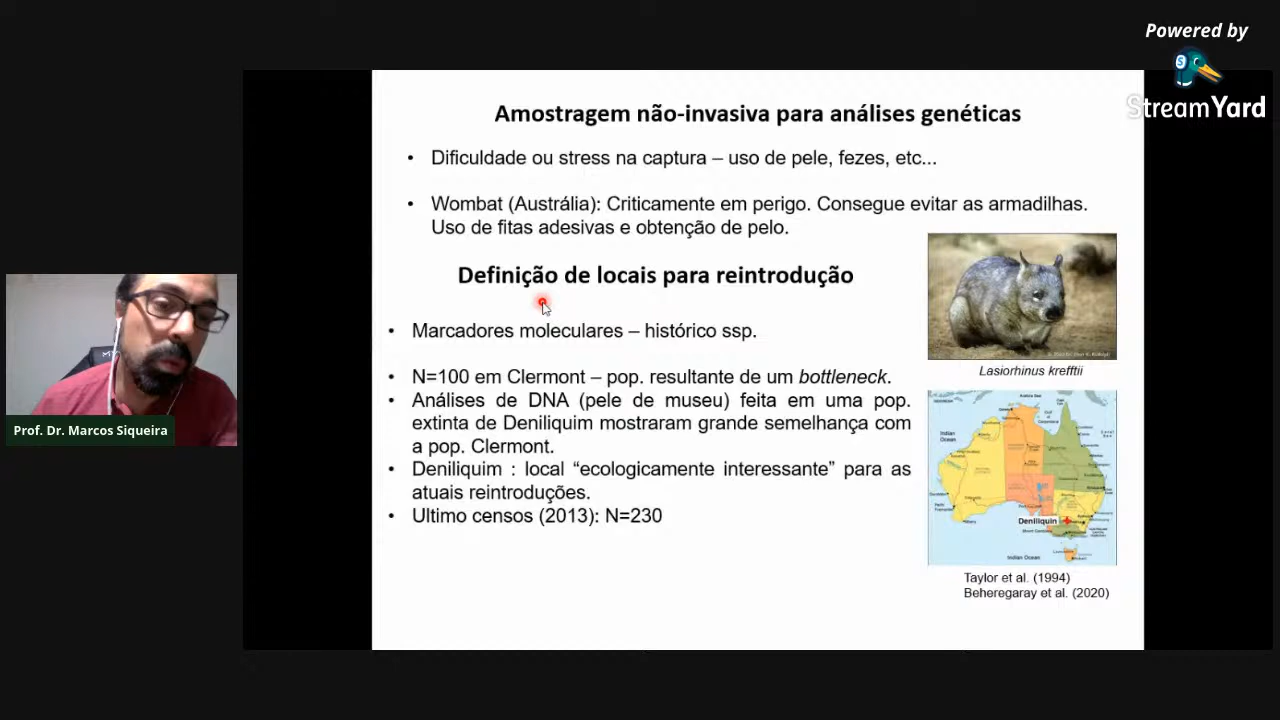 Powered by
StreamYard
Amostragem não-invasiva para análises genéticas
• Dificuldade ou stress na captura – uso de pele, fezes, etc...
• Wombat (Austrália): Criticamente em perigo. Consegue evitar as armadilhas.
Uso de fitas adesivas e obtenção de pelo.
Definição de locais para reintrodução
• Marcadores moleculares – histórico ssp.
• N=100 em Clermont – pop. resultante de um bottleneck.
• Análises de DNA (pele de museu) feita em uma pop.
extinta de Deniliquim mostraram grande semelhança com
a pop. Clermont.
• Deniliquim : local “ecologicamente interessante” para as
atuais reintroduções.
• Ultimo censos (2013): N=230
Lasiorhinus krefftii
Indian
Ocean
Deniliquin
Indian Ocean
Taylor et al. (1994)
Beheregaray et al. (2020)
Prof. Dr. Marcos Siqueira